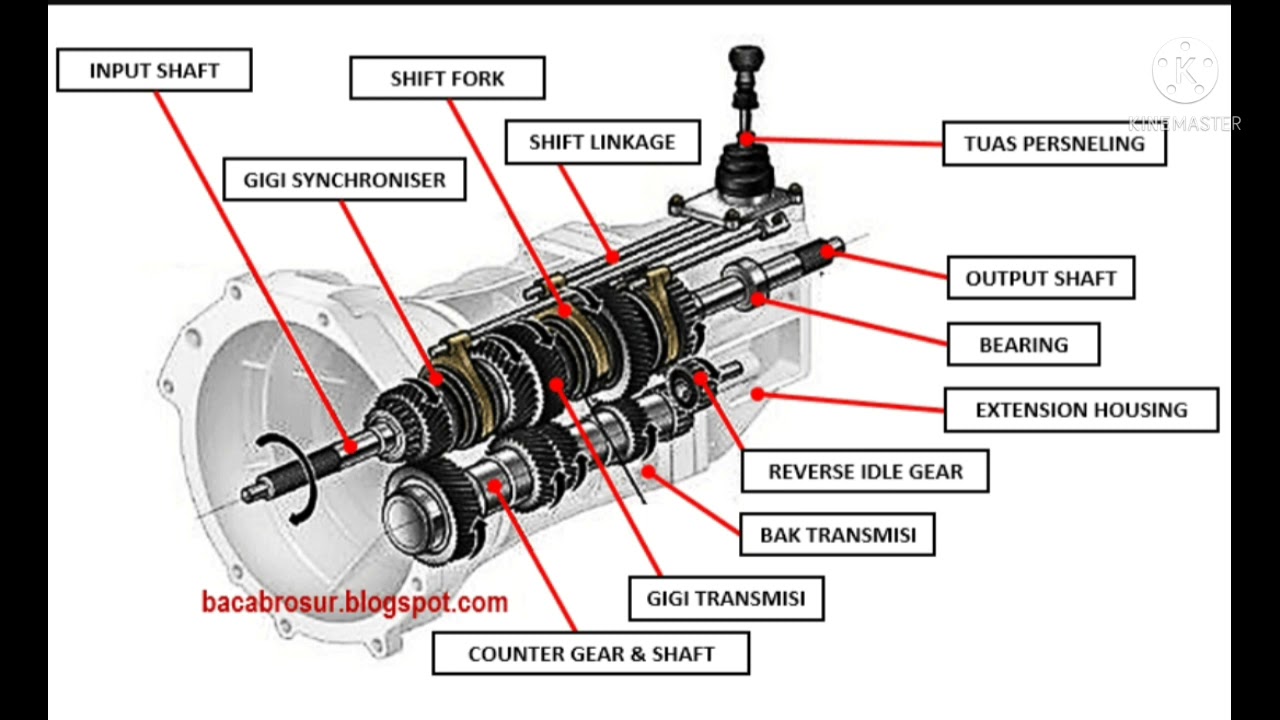 INPUT SHAFT
SHIFT FORK
K
KINEMASTER
SHIFT LINKAGE
TUAS PERSNELING
GIGI SYNCHRONISER
OUTPUT SHAFT
BEARING
EXTENSION HOUSING
REVERSE IDLE GEAR
BAK TRANSMISI
GIGI TRANSMISI
bacabrosur.blogspot.com
COUNTER GEAR & SHAFT